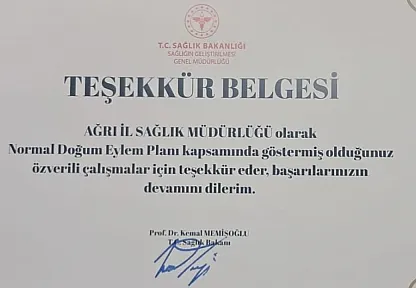 T.C. SAĞLIK BAKANLIĞI
SAĞLIĞIN GELİŞTİRİLMESİ
GENEL MÜDÜRLÜĞÜ
TEŞEKKÜR BELGESİ
AĞRI İL SAĞLIK MÜDÜRLÜĞÜ olarak
Normal Doğum Eylem Planı kapsamında göstermiş olduğunuz
özverili çalışmalar için teşekkür eder, başarılarınızın
devamını dilerim.
Prof. Dr. Kemal MEMİŞOĞLU
T.C. Sağlık Bakanı